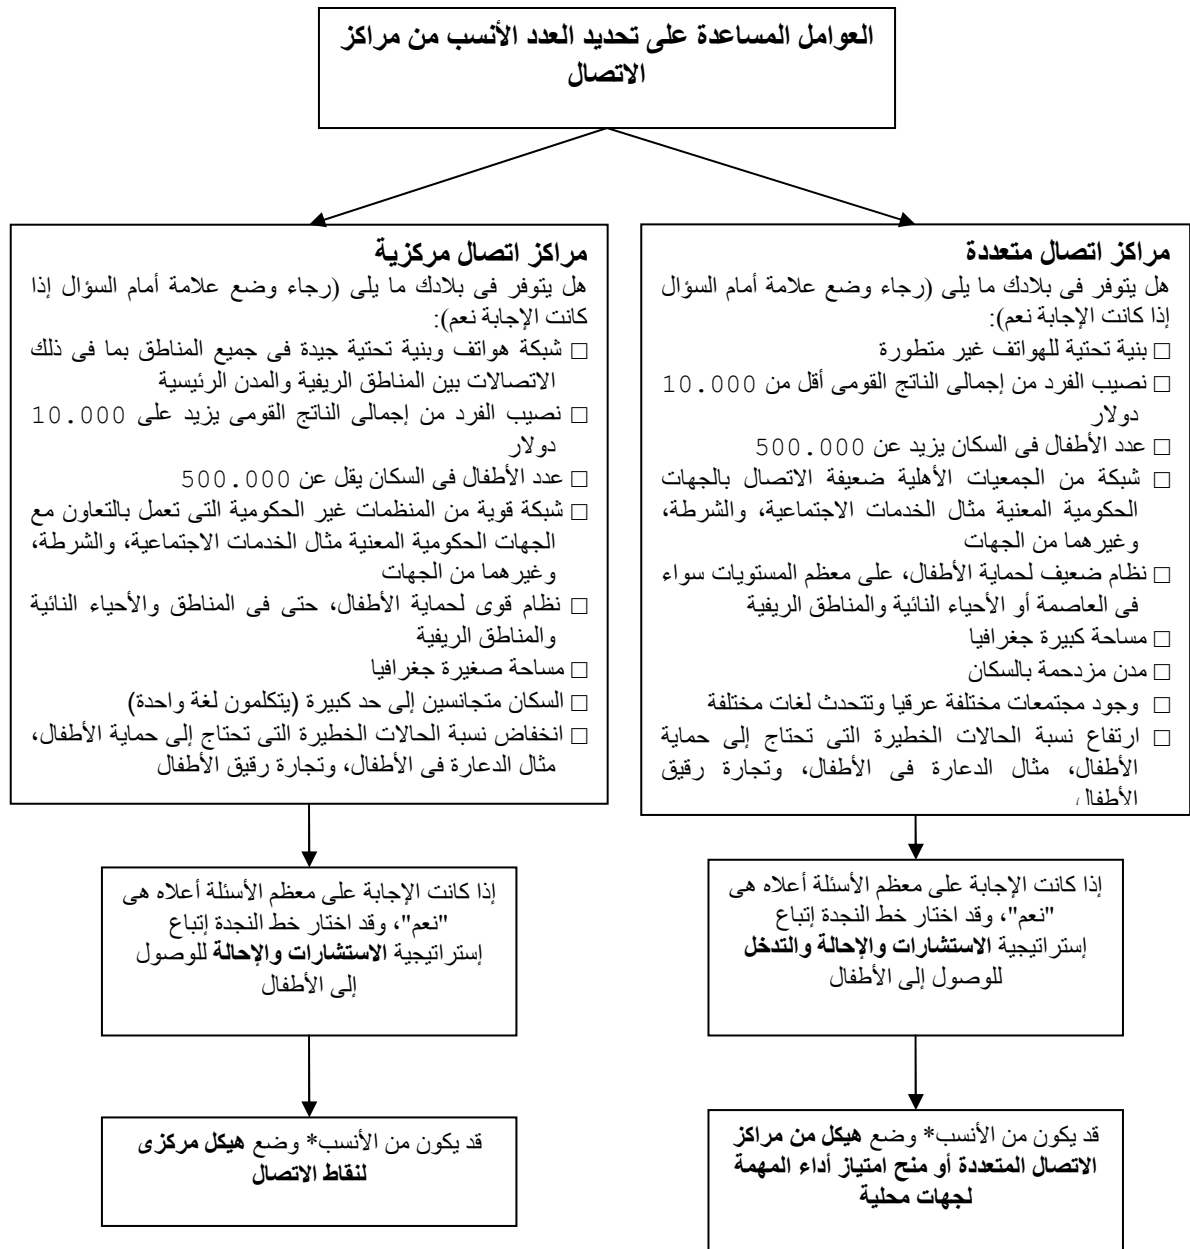 العوامل المساعدة على تحديد العدد الأنسب من مراكز
الاتصال
مراكز اتصال متعددة
هل يتوفر فى بلادك ما يلى (رجاء وضع علامة أمام السؤال
إذا كانت الإجابة نعم):
□ بنية تحتية للهواتف غير متطورة
□ نصيب الفرد من إجمالى الناتج القومى أقل من 10.000
دولار
□ عدد الأطفال فى السكان يزيد عن 500.000
□ شبكة من الجمعيات الأهلية ضعيفة الاتصال بالجهات
الحكومية المعنية مثال الخدمات الاجتماعية، والشرطة،
وغيرهما من الجهات
□ نظام ضعيف لحماية الأطفال، على معظم المستويات سواء
فى العاصمة أو الأحياء النائية والمناطق الريفية
□ مساحة كبيرة جغرافيا
□ مدن مزدحمة بالسكان
□ وجود مجتمعات مختلفة عرقيا وتتحدث لغات مختلفة
□ ارتفاع نسبة الحالات الخطيرة التى تحتاج إلى حماية
الأطفال، مثال الدعارة فى الأطفال، وتجارة رقيق
الأطفال
مراكز اتصال مركزية
هل يتوفر فى بلادك ما يلى (رجاء وضع علامة أمام السؤال إذا
كانت الإجابة نعم):
□ شبكة هواتف وبنية تحتية جيدة فى جميع المناطق بما فى ذلك
الاتصالات بين المناطق الريفية والمدن الرئيسية
□ نصيب الفرد من إجمالى الناتج القومى يزيد على 10.000
دولار
□ عدد الأطفال فى السكان يقل عن 500.000
□ شبكة قوية من المنظمات غير الحكومية التى تعمل بالتعاون مع
الجهات الحكومية المعنية مثال الخدمات الاجتماعية، والشرطة،
وغيرهما من الجهات
□ نظام قوى لحماية الأطفال، حتى فى المناطق والأحياء النائية
والمناطق الريفية
□ مساحة صغيرة جغرافيا
□ السكان متجانسين إلى حد كبيرة (يتكلمون لغة واحدة)
□ انخفاض نسبة الحالات الخطيرة التى تحتاج إلى حماية الأطفال،
مثال الدعارة فى الأطفال، وتجارة رقيق الأطفال
إذا كانت الإجابة على معظم الأسئلة أعلاه هى
"نعم"، وقد اختار خط النجدة إتباع
إستراتيجية الاستشارات والإحالة والتدخل
للوصول إلى الأطفال
إذا كانت الإجابة على معظم الأسئلة أعلاه هى
"نعم"، وقد اختار خط النجدة إتباع
إستراتيجية الاستشارات والإحالة للوصول
إلى الأطفال
قد يكون من الأنسب* وضع هيكل من مراكز
الاتصال المتعددة أو منح امتياز أداء المهمة
لجهات محلية
قد يكون من الأنسب* وضع هيكل مركزى
لنقاط الاتصال